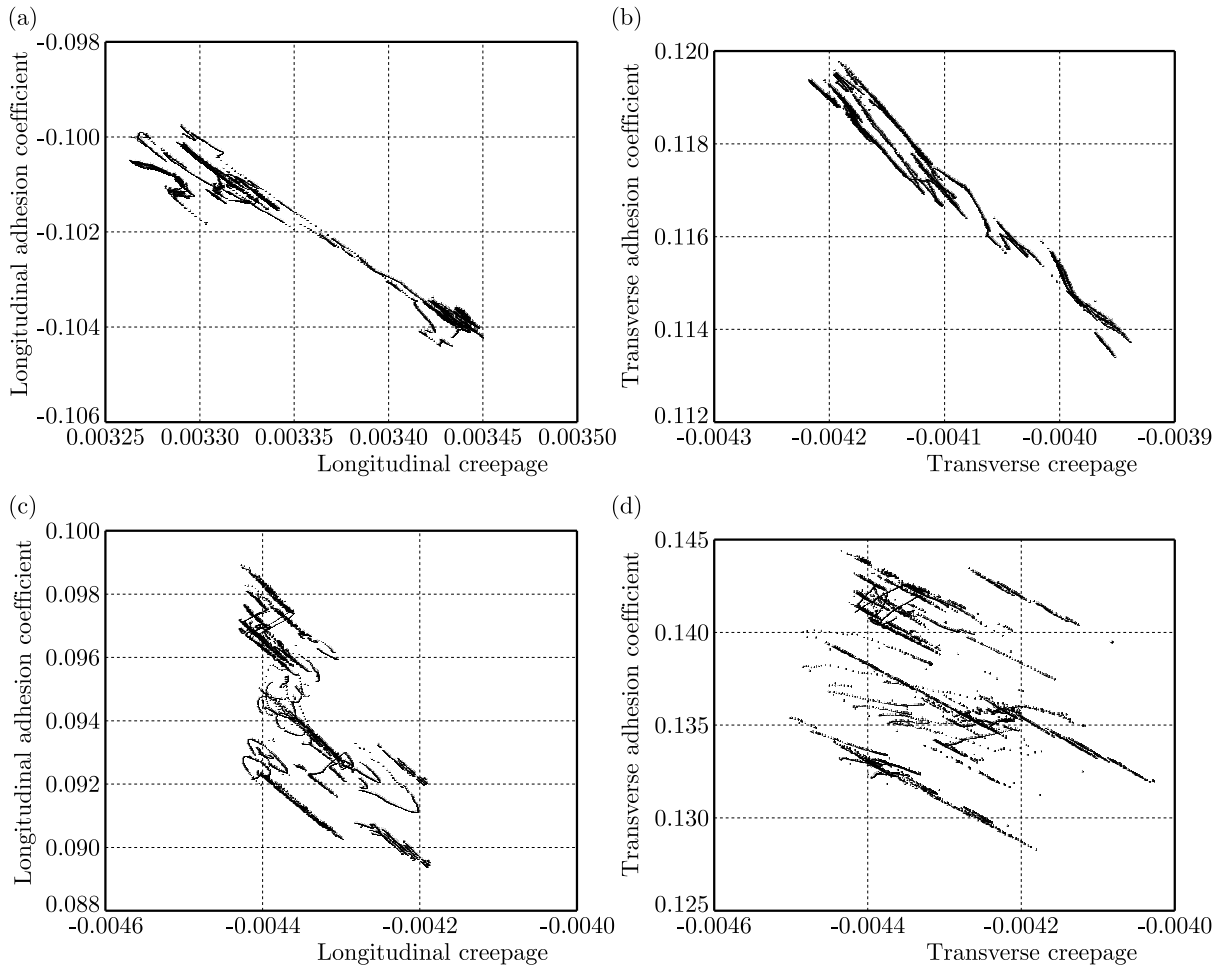 (a)
Longitudinal adhesion coefficient
-0.098
-0.100
-0.102
-0.104
-0.106
0.00325 0.00330 0.00335 0.00340 0.00345 0.00350
Longitudinal creepage
(b)
Transverse adhesion coefficient
0.120
0.118
0.116
0.114
0.112
-0.0043 -0.0042 -0.0041 -0.0040 -0.0039
Transverse creepage
(c)
Longitudinal adhesion coefficient
0.100
0.098
0.096
0.094
0.092
0.090
0.088
-0.0046 -0.0044 -0.0042 -0.0040
Longitudinal creepage
(d)
Transverse adhesion coefficient
0.145
0.140
0.135
0.130
0.125
-0.0046 -0.0044 -0.0042 -0.0040
Transverse creepage